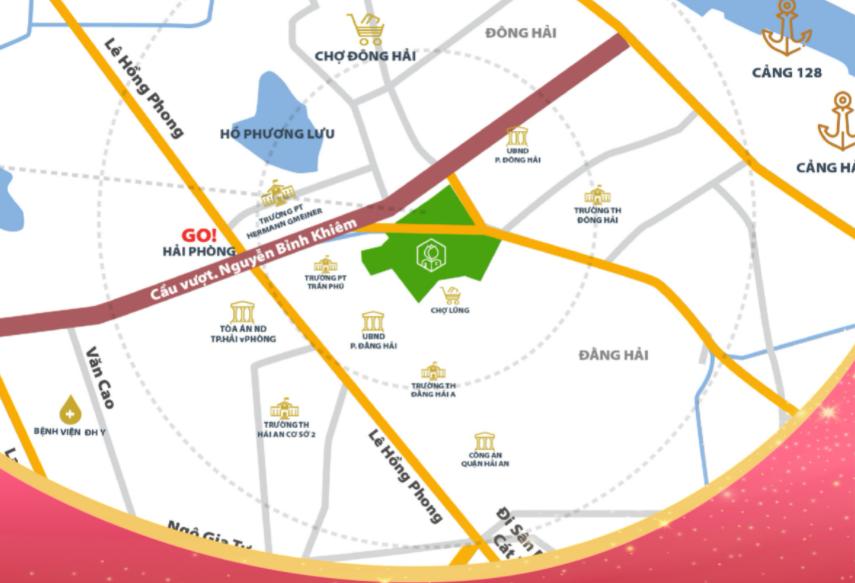 ĐÔNG HẢI
CHỢ ĐÔNG HẢI
CẢNG 128
Lê Hồng Phong
HỒ PHƯƠNG LƯU
UBND
P. ĐÔNG HẢI
CẢNG
TRƯỜNG PT
HERMANN GMEINER
TRƯỜNG TH
ĐÔNG HẢI
GO!
HẢI PHÒNG
Cầu vượt. Nguyễn Bỉnh Khiêm
TRƯỜNG PT
TRẦN PHÚ
CHỢ LŨNG
TÒA ÁN ND
TP.HẢI vPHÒNG
UBND
P. ĐẰNG HẢI
ĐẰNG HẢI
Văn Cao
TRƯỜNG TH
ĐẰNG HẢI A
BỆNH VIỆN ĐH Y
TRƯỜNG TH
HẢI AN CƠ SỞ 2
Lê Hồng Phong
CÔNG AN
QUẬN HẢI AN
Ngô Gia Tự
Đi Sân
Cát